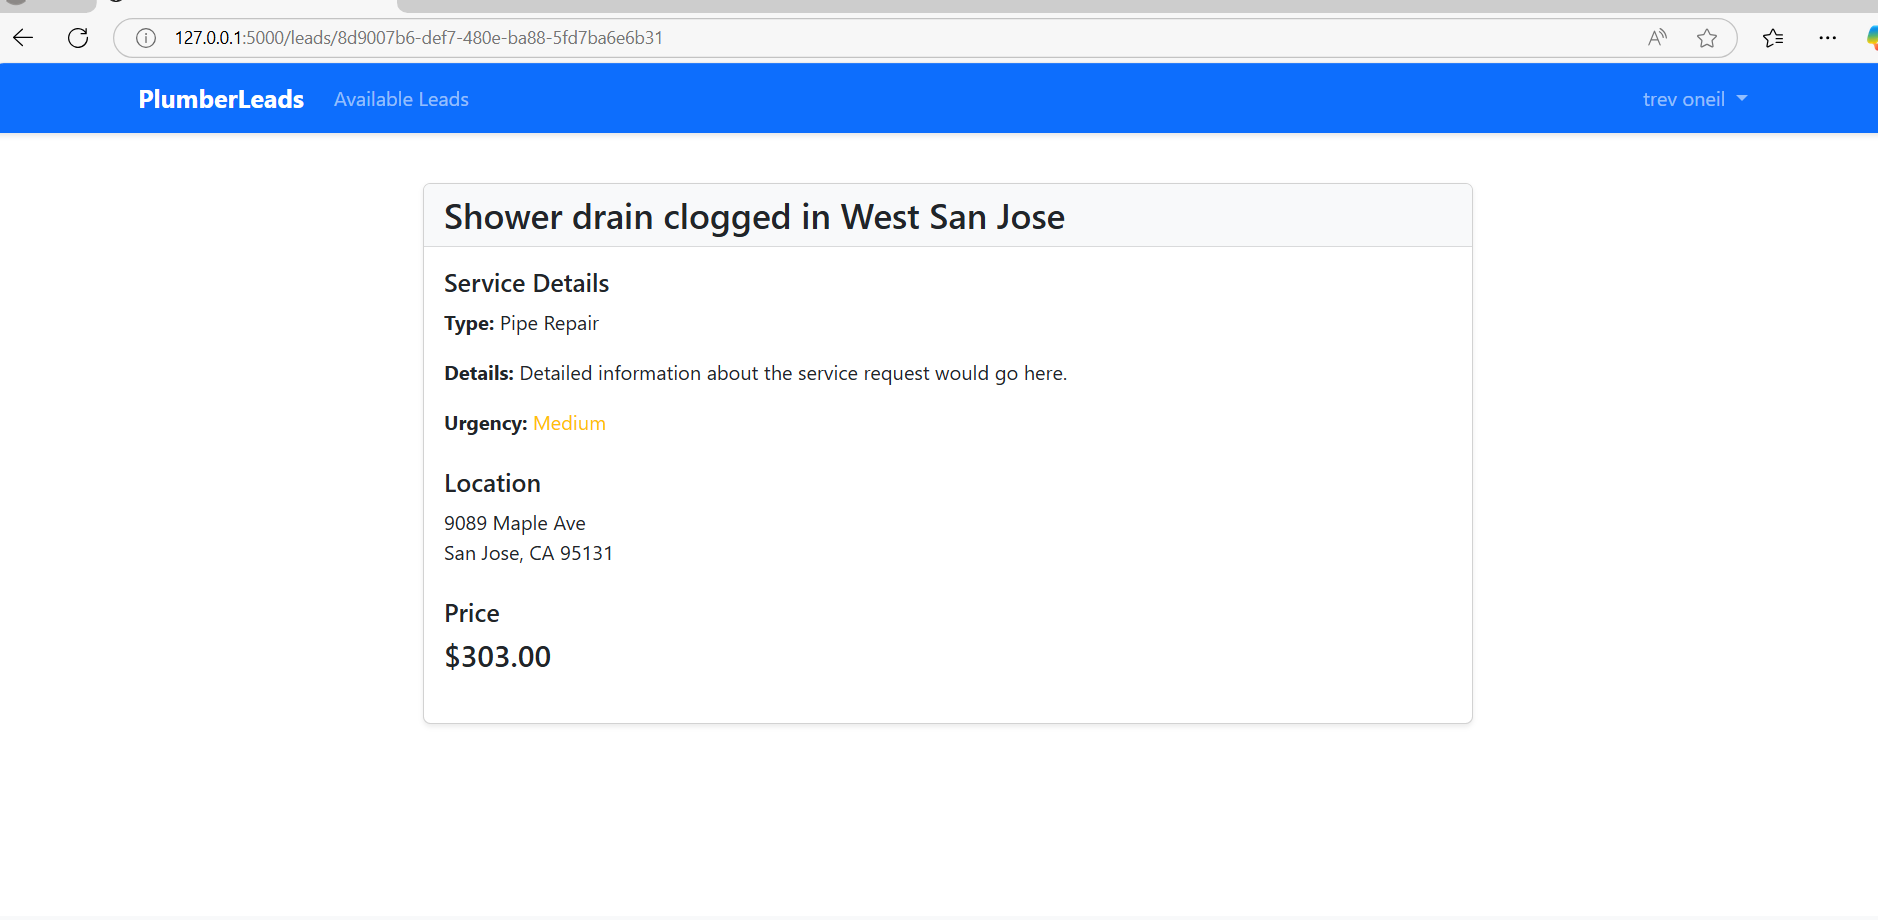 127.0.0.1:5000/leads/8d9007b6-def7-480e-ba88-5fd7ba6e6b31
PlumberLeads Available Leads trev oneil
Shower drain clogged in West San Jose
Service Details
Type: Pipe Repair
Details: Detailed information about the service request would go here.
Urgency: Medium
Location
9089 Maple Ave
San Jose, CA 95131
Price
$303.00